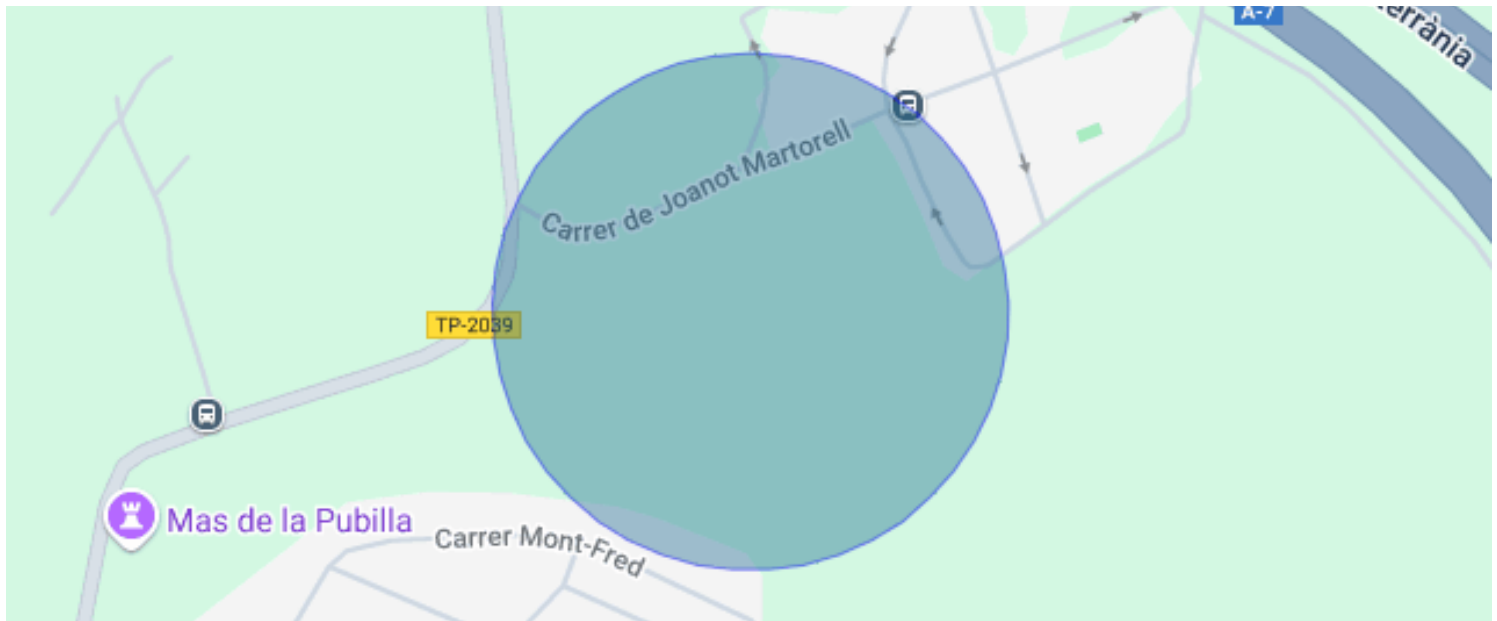 A-7
errània
Carrer de Joanot Martorell
TP-2039
Mas de la Pubilla
Carrer Mont-Fred